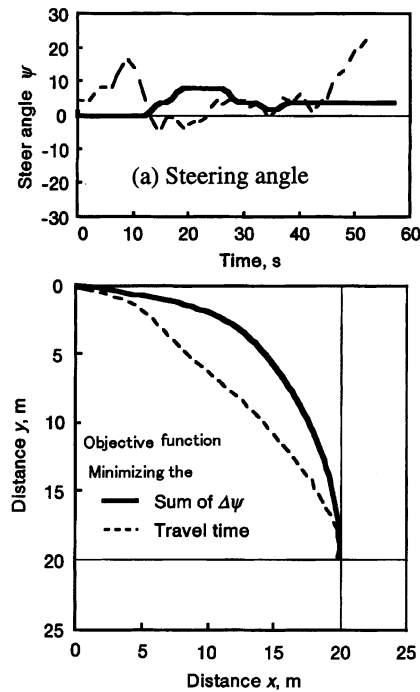 30
20
10
0
-10
-20
-30
Steer angle ψ
(a) Steering angle
0 10 20 30 40 50 60
Time, s
0
5
10
15
20
25
Distance y, m
Objective function
Minimizing the
Sum of Δψ
Travel time
0 5 10 15 20 25
Distance x, m